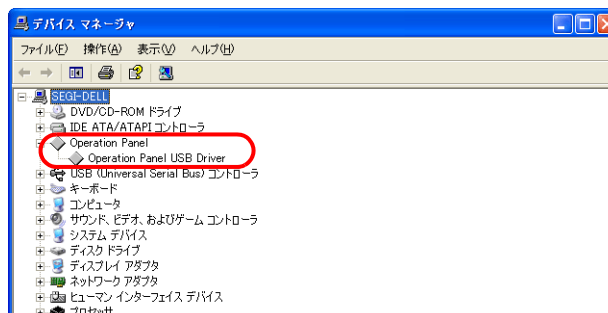 デバイス マネージャ
ファイル(F) 操作(A) 表示(V) ヘルプ(H)
SEGI-DELL
DVD/CD-ROM ドライブ
IDE ATA/ATAPI コントローラ
Operation Panel
Operation Panel USB Driver
USB (Universal Serial Bus) コントローラ
キーボード
コンピュータ
サウンド、ビデオ、およびゲーム コントローラ
システム デバイス
ディスク ドライブ
ディスプレイ アダプタ
ネットワーク アダプタ
ヒューマン インターフェイス デバイス
プロセッサ